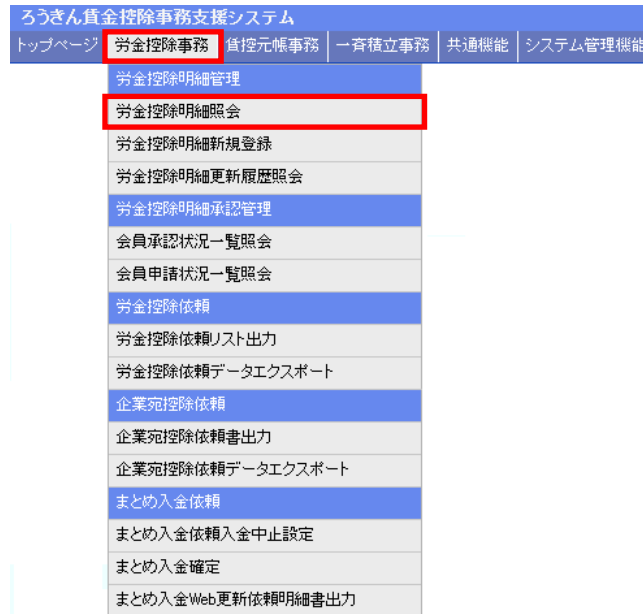 ろうきん賃金控除事務支援システム
トップページ 労金控除事務 賃控元帳事務 一斉積立事務 共通機能 システム管理機能
労金控除明細管理
労金控除明細照会
労金控除明細新規登録
労金控除明細更新履歴照会
労金控除明細承認管理
会員承認状況一覧照会
会員申請状況一覧照会
労金控除依頼
労金控除依頼リスト出力
労金控除依頼データエクスポート
企業宛控除依頼
企業宛控除依頼書出力
企業宛控除依頼データエクスポート
まとめ入金依頼
まとめ入金依頼入金中止設定
まとめ入金確定
まとめ入金Web更新依頼明細書出力